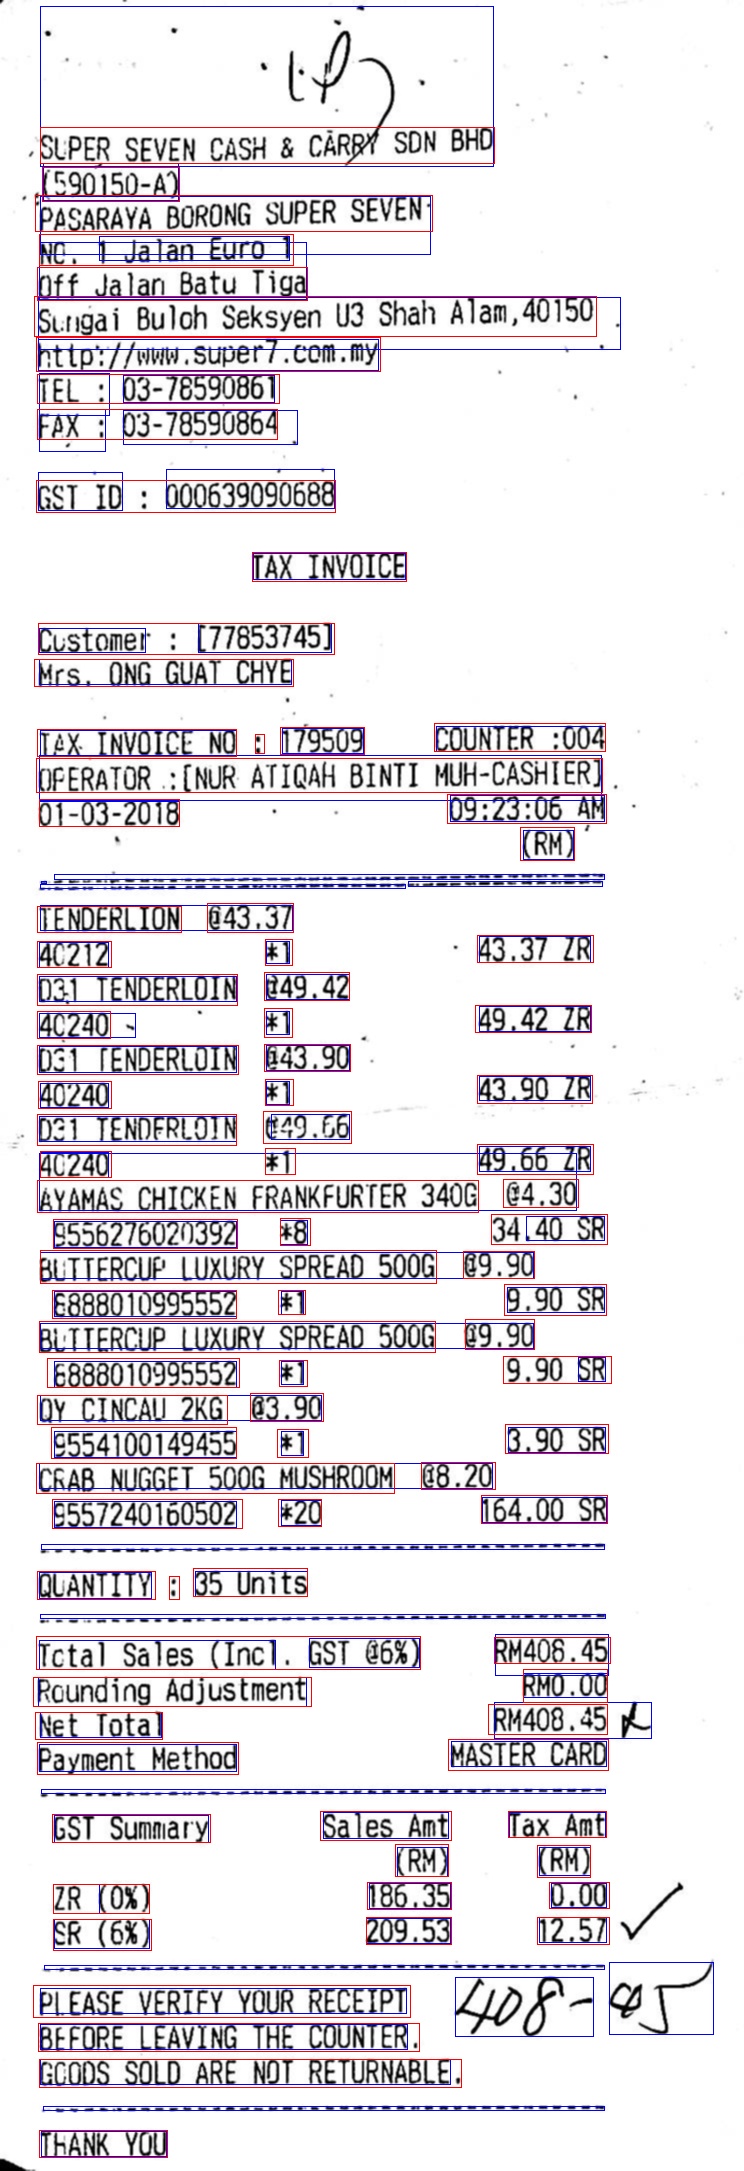 SUPER SEVEN CASH & CARRY SDN BHD
(590150-A)
PASARAYA BORONG SUPER SEVEN
NO. 1 Jalan Euro 1
Off Jalan Batu Tiga
Sungai Buloh Seksyen U3 Shah Alam,40150
http://www.super7.com.my
TEL : 03-78590861
FAX : 03-78590864
GST ID : 000639090688
TAX INVOICE
Customer : [77853745]
Mrs. ONG GUAT CHYE
TAX INVOICE NO : 179509 COUNTER :004
OPERATOR :[NUR ATIQAH BINTI MUH-CASHIER]
01-03-2018 09:23:06 AM
(RM)
TENDERLION @43.37
40212 *1 43.37 ZR
D31 TENDERLOIN @49.42
40240 *1 49.42 ZR
D31 TENDERLOIN @43.90
40240 *1 43.90 ZR
D31 TENDERLOIN @49.66
40240 *1 49.66 ZR
AYAMAS CHICKEN FRANKFURTER 340G @4.30
9556276020392 *8 34.40 SR
BUTTERCUP LUXURY SPREAD 500G @9.90
6888010995552 *1 9.90 SR
BUTTERCUP LUXURY SPREAD 500G @9.90
6888010995552 *1 9.90 SR
QY CINCAU 2KG @3.90
9554100149455 *1 3.90 SR
CRAB NUGGET 500G MUSHROOM @8.20
9557240160502 *20 164.00 SR
QUANTITY : 35 Units
Total Sales (Incl. GST @6%) RM408.45
Rounding Adjustment RM0.00
Net Total RM408.45
Payment Method MASTER CARD
GST Summary Sales Amt Tax Amt
(RM) (RM)
ZR (0%) 186.35 0.00
SR (6%) 209.53 12.57
PLEASE VERIFY YOUR RECEIPT 408-45
BEFORE LEAVING THE COUNTER.
GOODS SOLD ARE NOT RETURNABLE.
THANK YOU